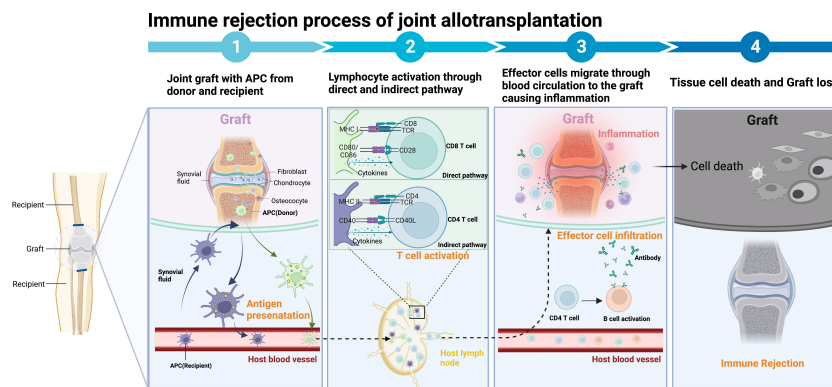 Immune rejection process of joint allotransplantation
1
2
3
4
Joint graft with APC from
donor and recipient
Lymphocyte activation through
direct and indirect pathway
Effector cells migrate through
blood circulation to the graft
causing inflammation
Tissue cell death and Graft los
Recipient
Graft
Recipient
Graft
Synovial
fluid
Fibroblast
Chondrocyte
Osteocyocyte
APC(Donor)
Synovial
fluid
Antigen
presenatation
Host blood vessel
APC(Recipient)
MHC I
CD8
TCR
CD80/
CD86
CD28
CD8 T cell
Cytokines
Direct pathway
MHC II
CD4
TCR
CD40
CD40L
CD4 T cell
Cytokines
Indirect pathway
T cell activation
Host lymph
node
Graft
Inflammation
Effector cell infiltration
Antibody
CD4 T cell
B cell activation
Host blood vessel
Graft
Cell death
Immune Rejection